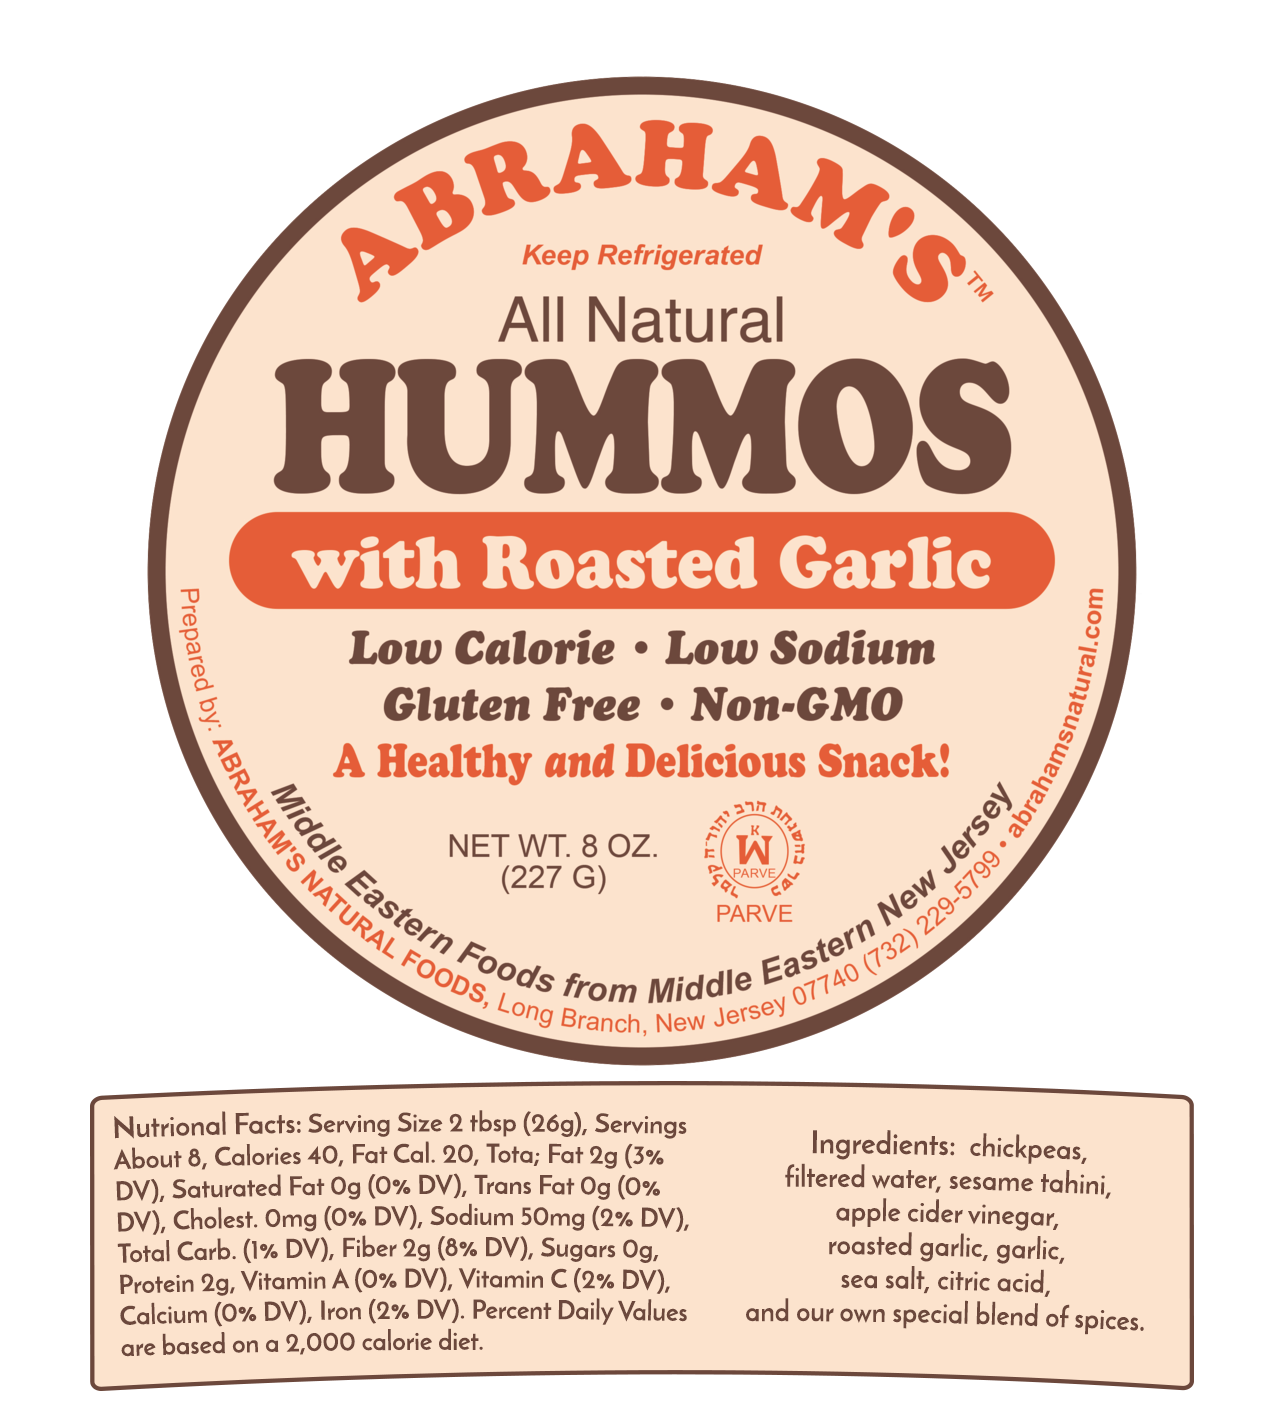 ABRAHAM'S™
Keep Refrigerated
All Natural
HUMMOS
with Roasted Garlic
Low Calorie • Low Sodium
Gluten Free • Non-GMO
A Healthy and Delicious Snack!
NET WT. 8 OZ.
(227 G)
בהשגחת הרב יהודה קלמר
כשר
K
PARVE
PARVE
Middle Eastern Foods from Middle Eastern New Jersey
Prepared by: ABRAHAM'S NATURAL FOODS, Long Branch, New Jersey 07740 (732) 229-5799 • abrahamsnatural.com
Nutrional Facts: Serving Size 2 tbsp (26g), Servings
About 8, Calories 40, Fat Cal. 20, Tota; Fat 2g (3%
DV), Saturated Fat 0g (0% DV), Trans Fat 0g (0%
DV), Cholest. 0mg (0% DV), Sodium 50mg (2% DV),
Total Carb. (1% DV), Fiber 2g (8% DV), Sugars 0g,
Protein 2g, Vitamin A (0% DV), Vitamin C (2% DV),
Calcium (0% DV), Iron (2% DV). Percent Daily Values
are based on a 2,000 calorie diet.
Ingredients: chickpeas,
filtered water, sesame tahini,
apple cider vinegar,
roasted garlic, garlic,
sea salt, citric acid,
and our own special blend of spices.